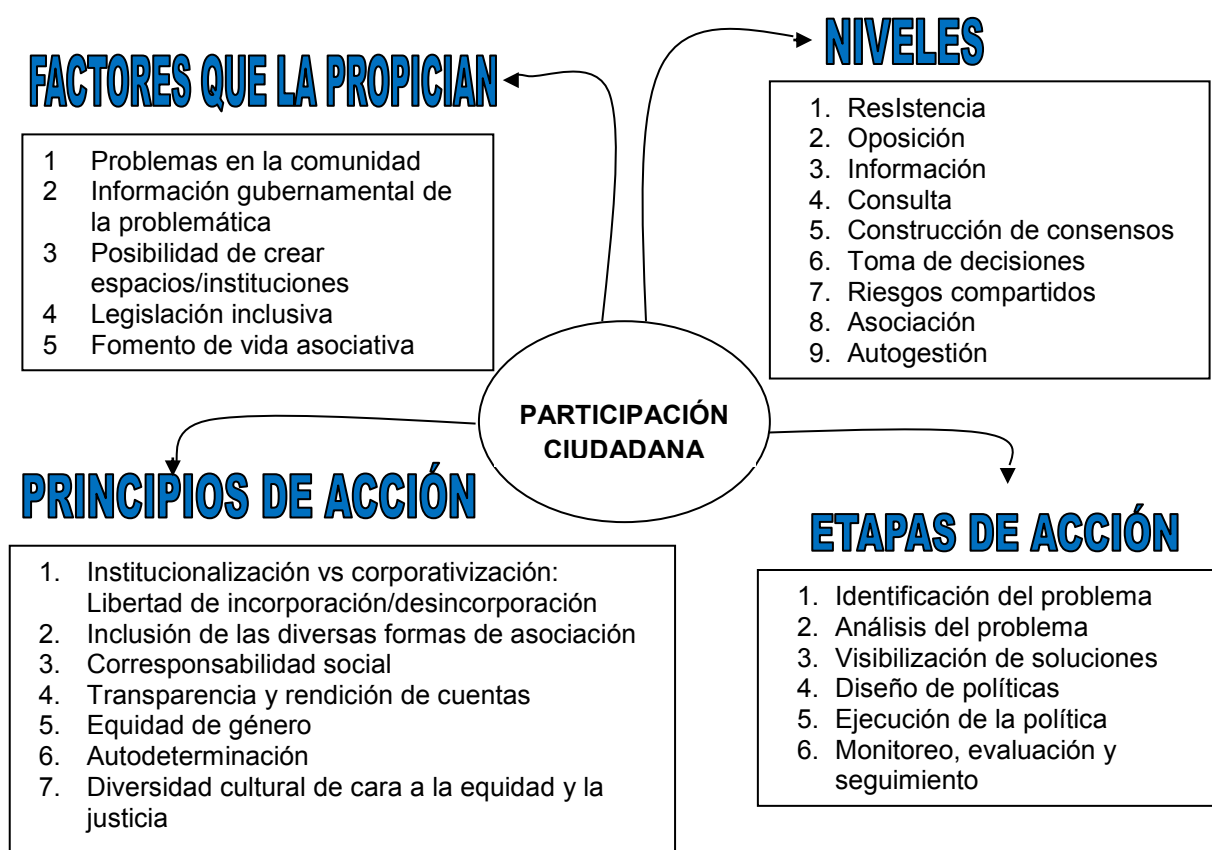 FACTORES QUE LA PROPICIAN
1 Problemas en la comunidad
2 Información gubernamental de
la problemática
3 Posibilidad de crear
espacios/instituciones
4 Legislación inclusiva
5 Fomento de vida asociativa
NIVELES
1. ResIstencia
2. Oposición
3. Información
4. Consulta
5. Construcción de consensos
6. Toma de decisiones
7. Riesgos compartidos
8. Asociación
9. Autogestión
PARTICIPACIÓN
CIUDADANA
PRINCIPIOS DE ACCIÓN
1. Institucionalización vs corporativización:
Libertad de incorporación/desincorporación
2. Inclusión de las diversas formas de asociación
3. Corresponsabilidad social
4. Transparencia y rendición de cuentas
5. Equidad de género
6. Autodeterminación
7. Diversidad cultural de cara a la equidad y la
justicia
ETAPAS DE ACCIÓN
1. Identificación del problema
2. Análisis del problema
3. Visibilización de soluciones
4. Diseño de políticas
5. Ejecución de la política
6. Monitoreo, evaluación y
seguimiento